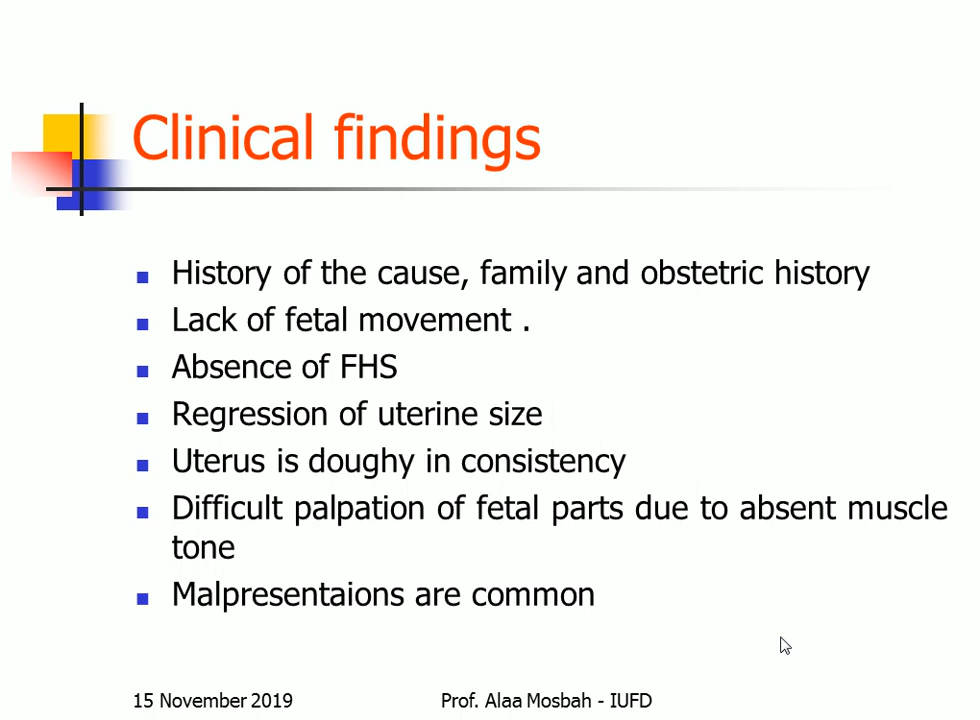 Clinical findings
History of the cause, family and obstetric history
Lack of fetal movement .
Absence of FHS
Regression of uterine size
Uterus is doughy in consistency
Difficult palpation of fetal parts due to absent muscle
tone
Malpresentaions are common
15 November 2019
Prof. Alaa Mosbah - IUFD